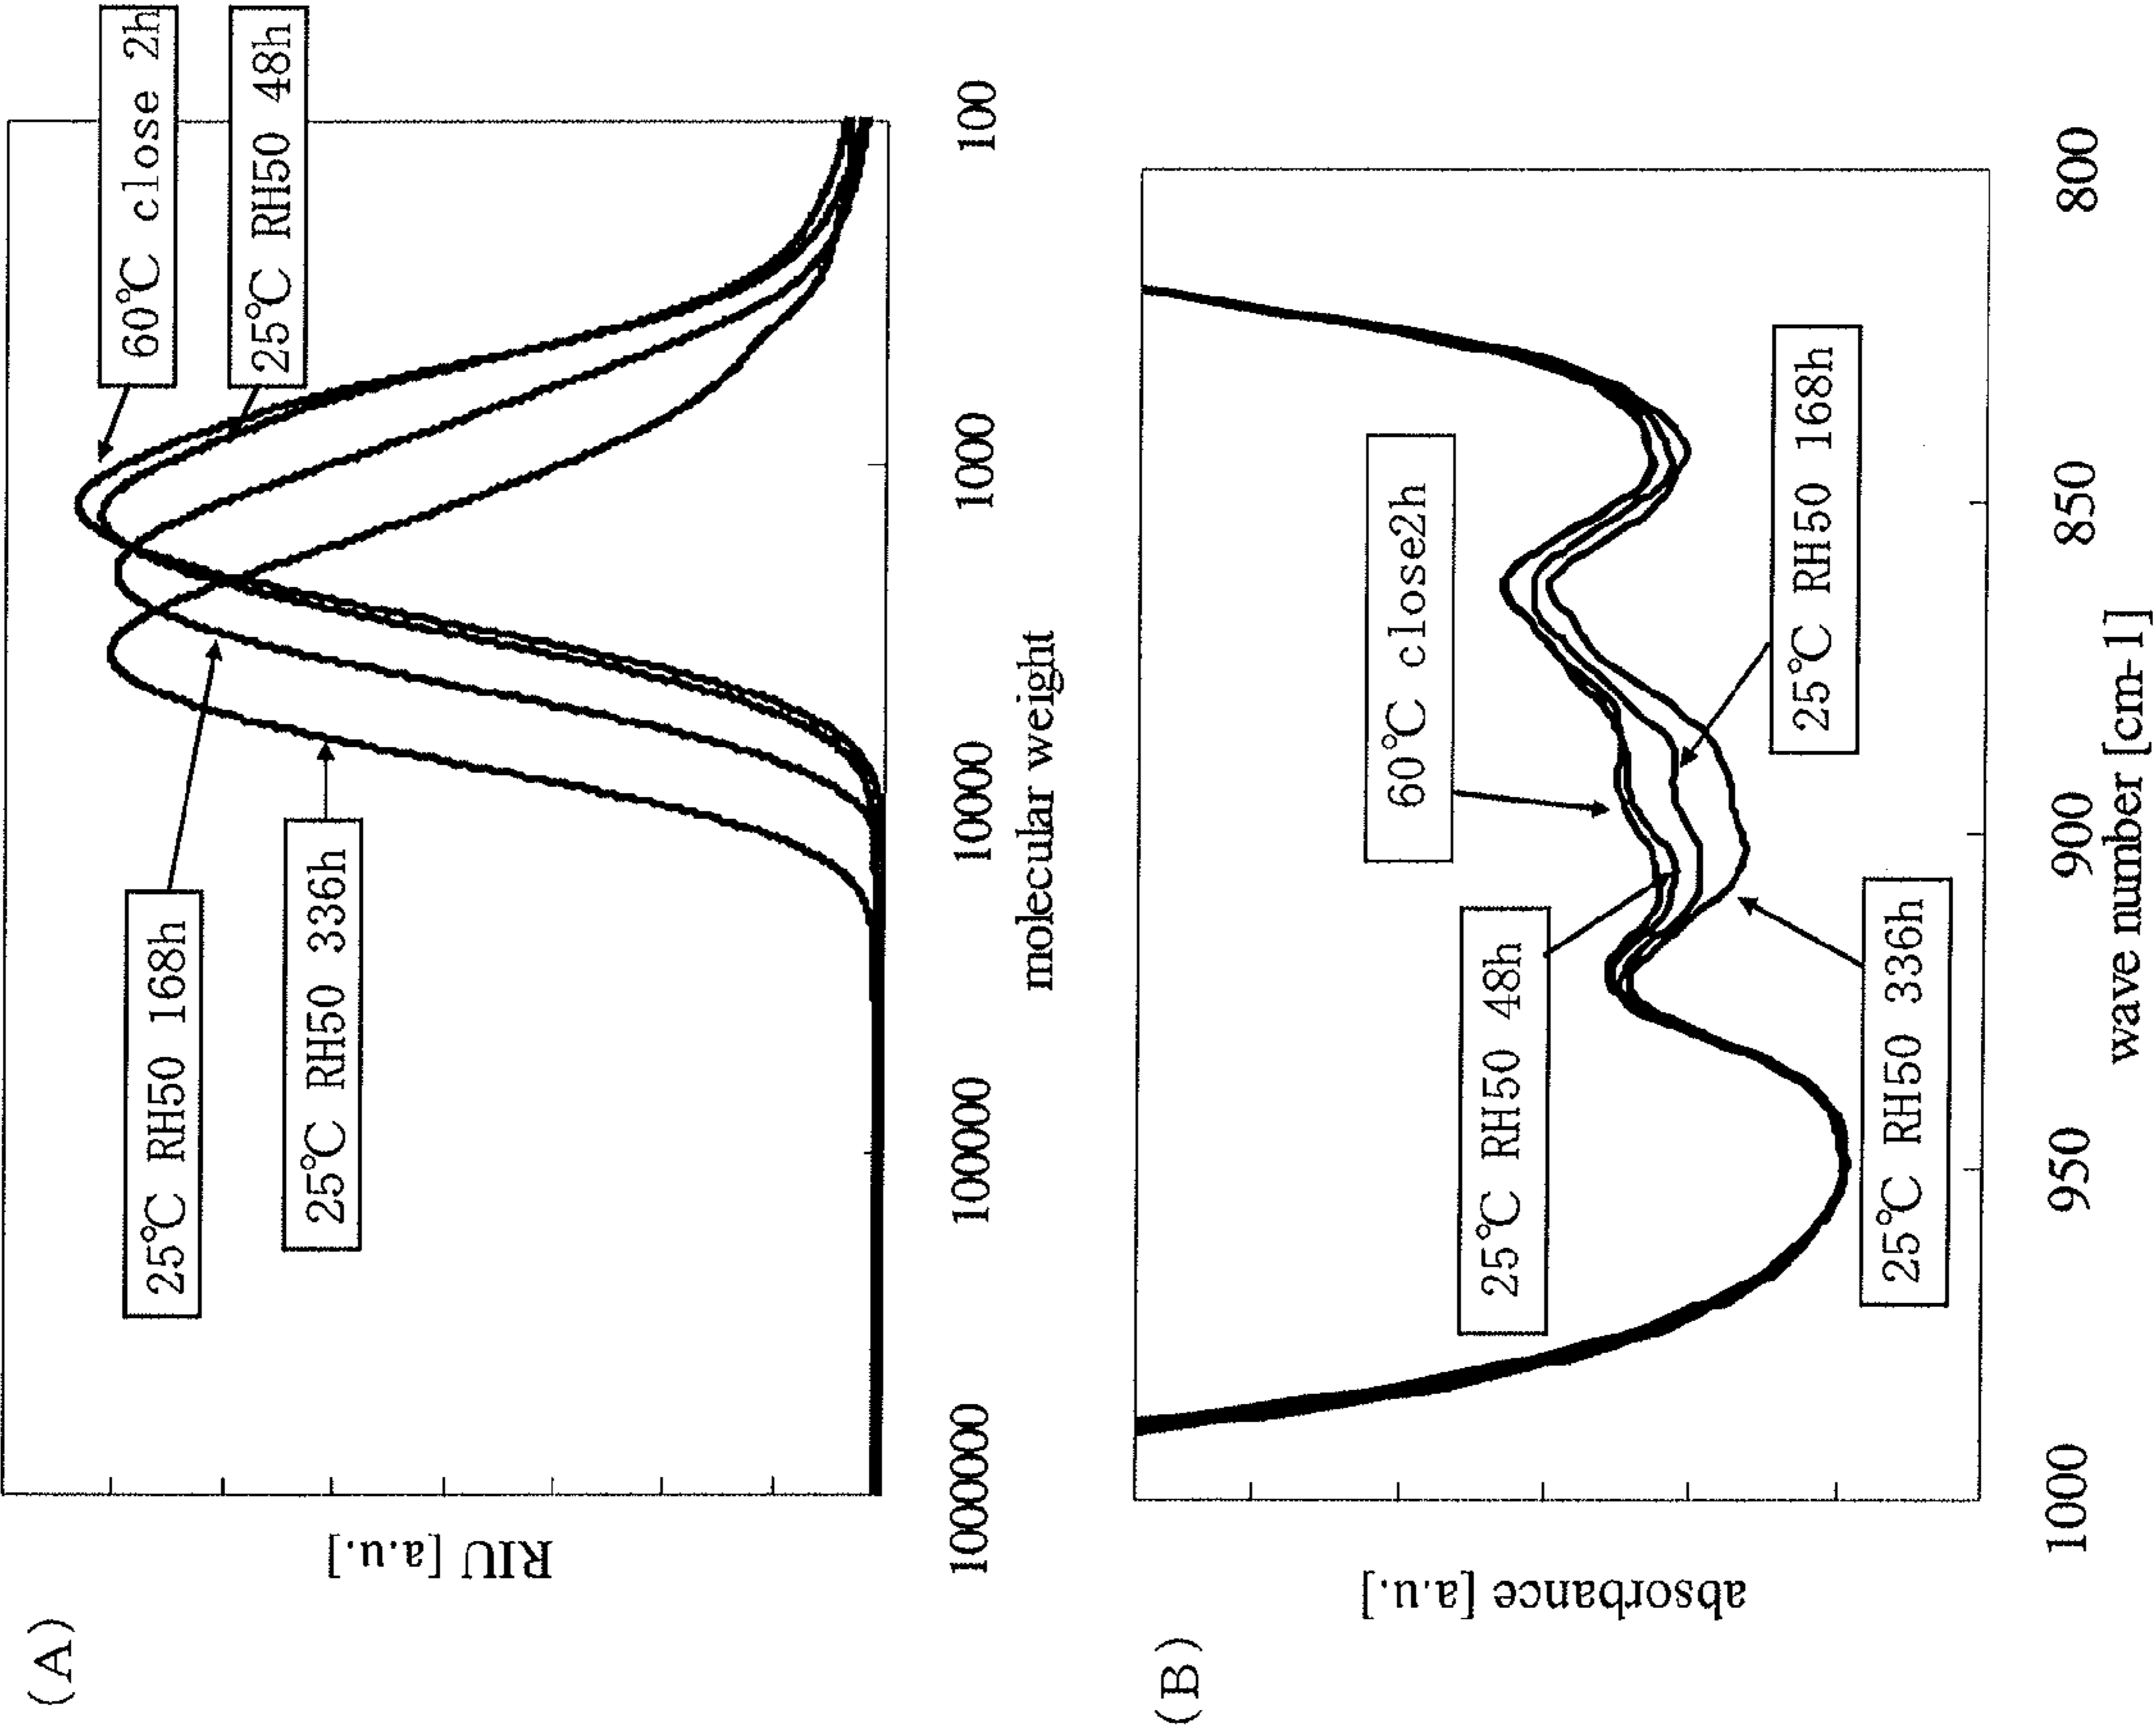 (A)
RIU [a.u.]
60℃ close 2h
25℃ RH50 48h
25℃ RH50 168h
25℃ RH50 336h
1000000
100000
10000
1000
100
molecular weight
(B)
absorbance [a.u.]
60℃ close2h
25℃ RH50 48h
25℃ RH50 168h
25℃ RH50 336h
1000
950
900
850
800
wave number [cm-1]